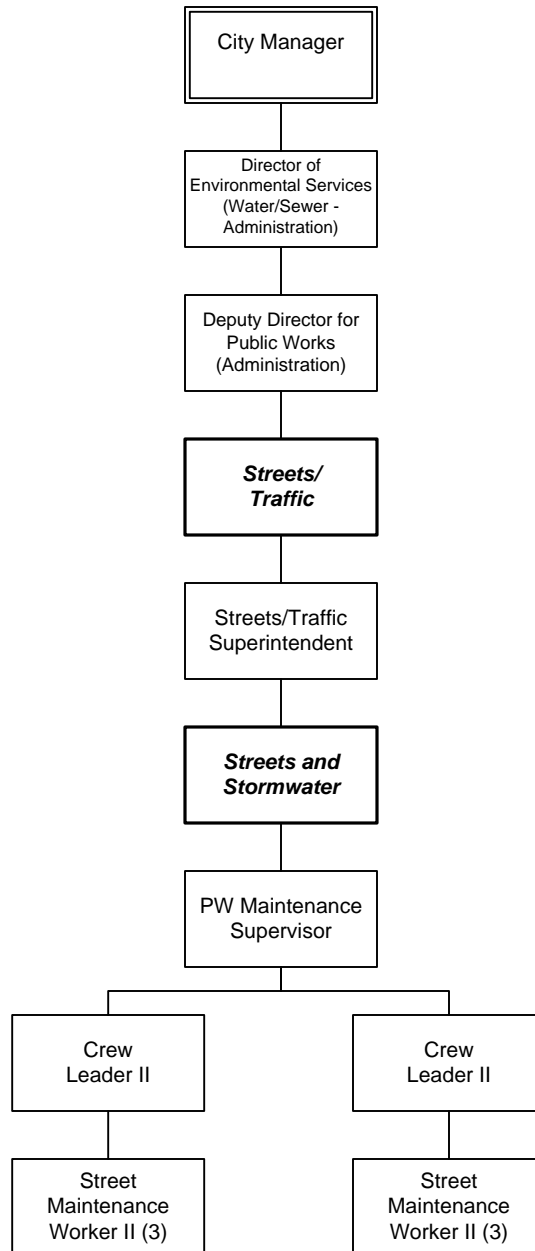 City Manager
Director of
Environmental Services
(Water/Sewer -
Administration)
Deputy Director for
Public Works
(Administration)
Streets/
Traffic
Streets/Traffic
Superintendent
Streets and
Stormwater
PW Maintenance
Supervisor
Crew
Leader II
Crew
Leader II
Street
Maintenance
Worker II (3)
Street
Maintenance
Worker II (3)